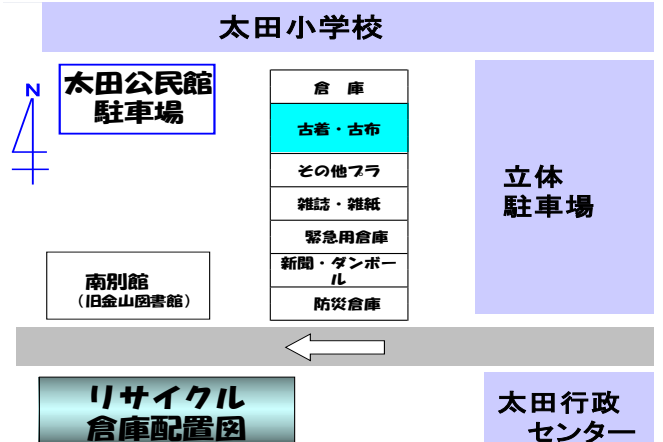 太田小学校
N
太田公民館
駐車場
倉　庫
古着・古布
その他プラ
雑誌・雑紙
緊急用倉庫
新聞・ダンボー
ル
防災倉庫
立体
駐車場
南別館
（旧金山図書館）
リサイクル
倉庫配置図
太田行政
センター